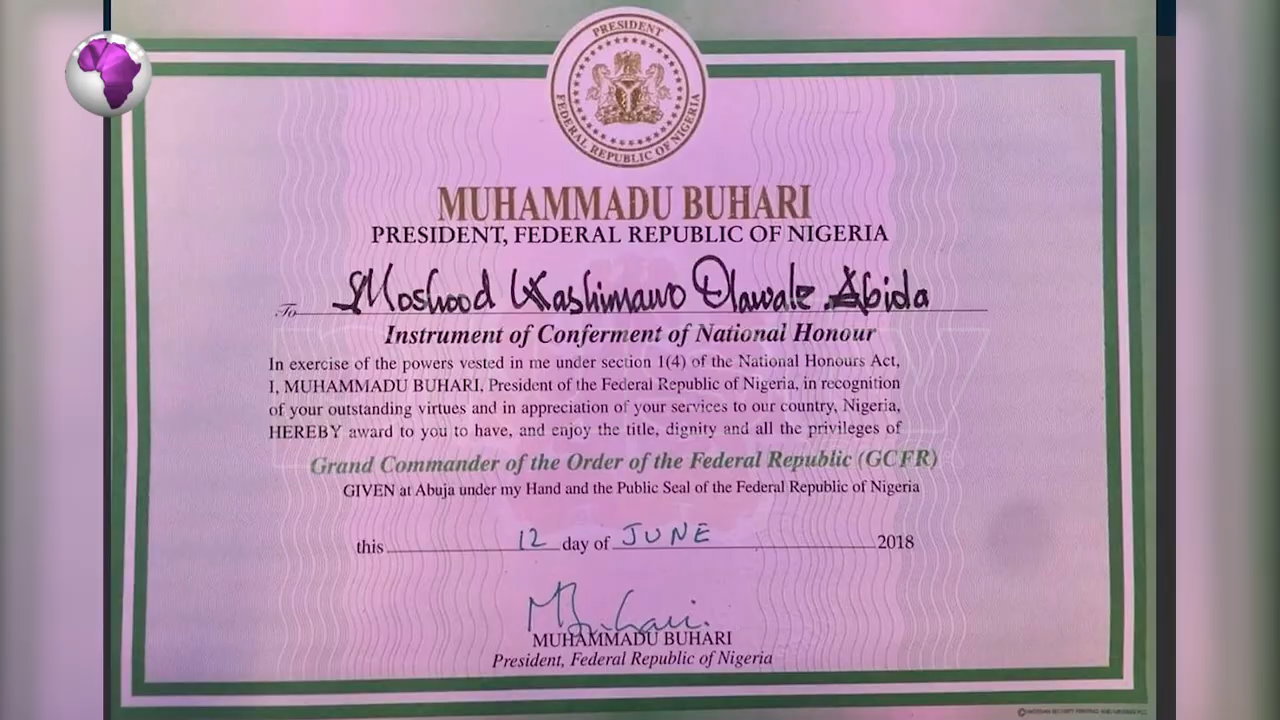 PRESIDENT
FEDERAL REPUBLIC OF NIGERIA
MUHAMMADU BUHARI
PRESIDENT, FEDERAL REPUBLIC OF NIGERIA
To Moshood Kashimawo Olawale Abiola
Instrument of Conferment of National Honour
In exercise of the powers vested in me under section 1(4) of the National Honours Act,
I, MUHAMMADU BUHARI, President of the Federal Republic of Nigeria, in recognition
of your outstanding virtues and in appreciation of your services to our country, Nigeria,
HEREBY award to you to have, and enjoy the title, dignity and all the privileges of
Grand Commander of the Order of the Federal Republic (GCFR)
GIVEN at Abuja under my Hand and the Public Seal of the Federal Republic of Nigeria
this 12 day of JUNE 2018
MBuhari.
MUHAMMADU BUHARI
President, Federal Republic of Nigeria